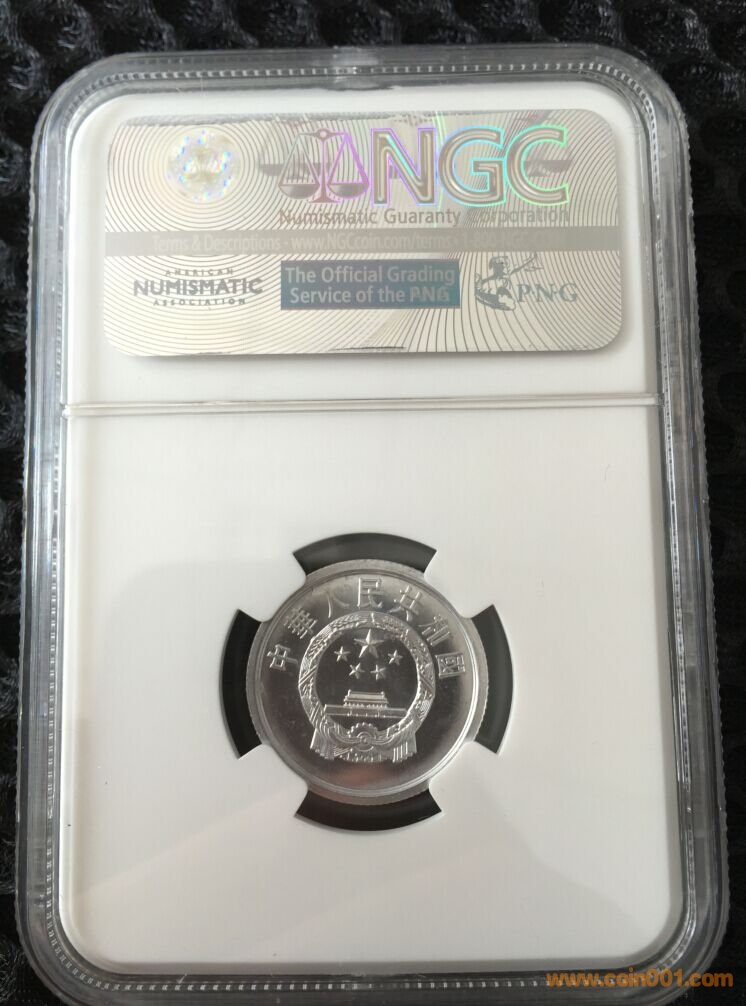 NGC
Numismatic Guaranty Corporation
Terms & Descriptions - www.NGCcoin.com/terms • 1-800-NGC-COIN
AMERICAN
NUMISMATIC
ASSOCIATION
The Official Grading
Service of the PNG
PNG
中華人民共和國
www.coin001.com